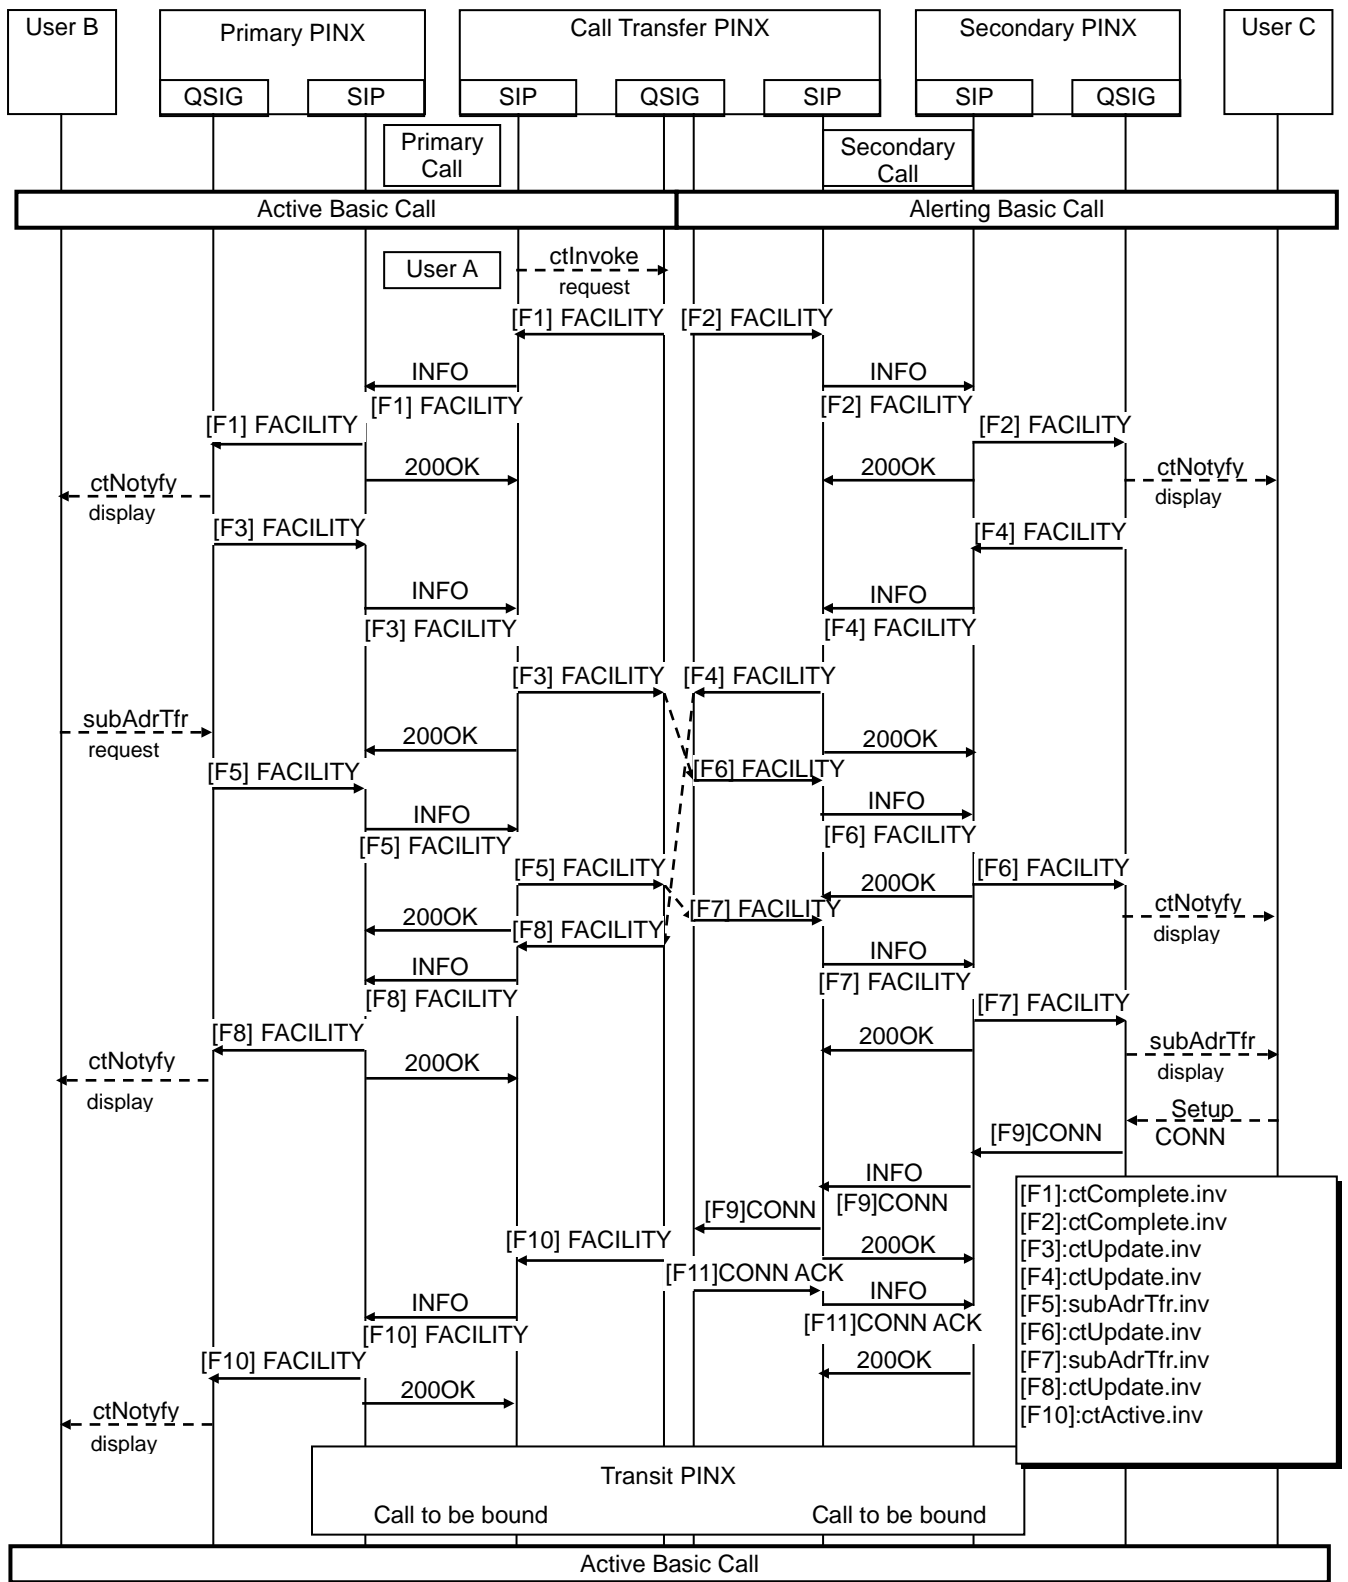 User B
Primary PINX
Call Transfer PINX
Secondary PINX
User C
QSIG
SIP
SIP
QSIG
SIP
SIP
QSIG
Primary
Call
Secondary
Call
Active Basic Call
Alerting Basic Call
User A
ctInvoke
request
[F1] FACILITY
[F2] FACILITY
INFO
INFO
[F1] FACILITY
[F2] FACILITY
[F1] FACILITY
[F2] FACILITY
200OK
200OK
ctNotyfy
display
ctNotyfy
display
[F3] FACILITY
[F4] FACILITY
INFO
INFO
[F3] FACILITY
[F4] FACILITY
[F3] FACILITY
[F4] FACILITY
subAdrTfr
request
200OK
200OK
[F5] FACILITY
[F6] FACILITY
INFO
INFO
[F5] FACILITY
[F6] FACILITY
[F5] FACILITY
[F6] FACILITY
200OK
[F7] FACILITY
ctNotyfy
display
200OK
[F8] FACILITY
INFO
INFO
[F8] FACILITY
[F7] FACILITY
[F7] FACILITY
[F8] FACILITY
200OK
subAdrTfr
display
ctNotyfy
display
200OK
Setup
CONN
[F9]CONN
INFO
[F9]CONN
[F9]CONN
[F10] FACILITY
200OK
[F11]CONN ACK
INFO
INFO
[F11]CONN ACK
[F10] FACILITY
[F10] FACILITY
200OK
200OK
ctNotyfy
display
[F1]:ctComplete.inv
[F2]:ctComplete.inv
[F3]:ctUpdate.inv
[F4]:ctUpdate.inv
[F5]:subAdrTfr.inv
[F6]:ctUpdate.inv
[F7]:subAdrTfr.inv
[F8]:ctUpdate.inv
[F10]:ctActive.inv
Transit PINX
Call to be bound
Call to be bound
Active Basic Call